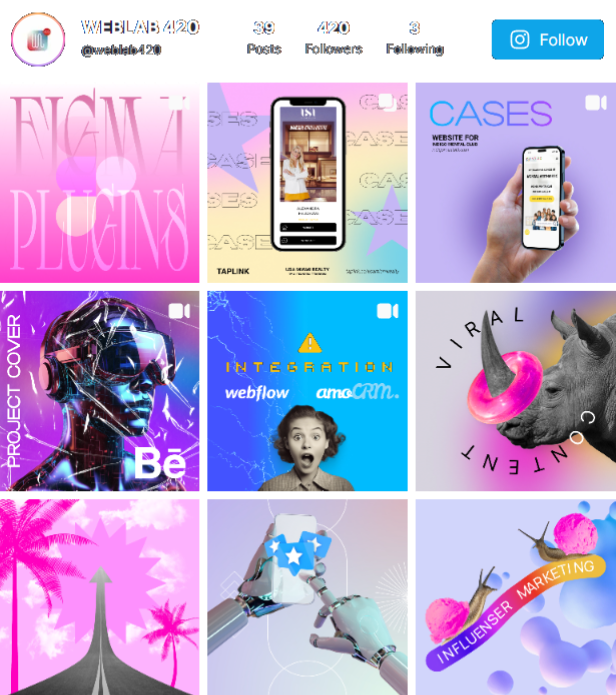 WEBLAB 420
@weblab420
39
Posts
420
Followers
3
Following
Follow
FIGMA
PLUGINS
CASES
CASES
CASES
CASES
CASES
TAPLINK
CASES
WEBSITE FOR
PROJECT COVER
Bē
INTEGRATION
webflow
amoCRM.
VIRAL
CONTENT
INFLUENSER MARKETING